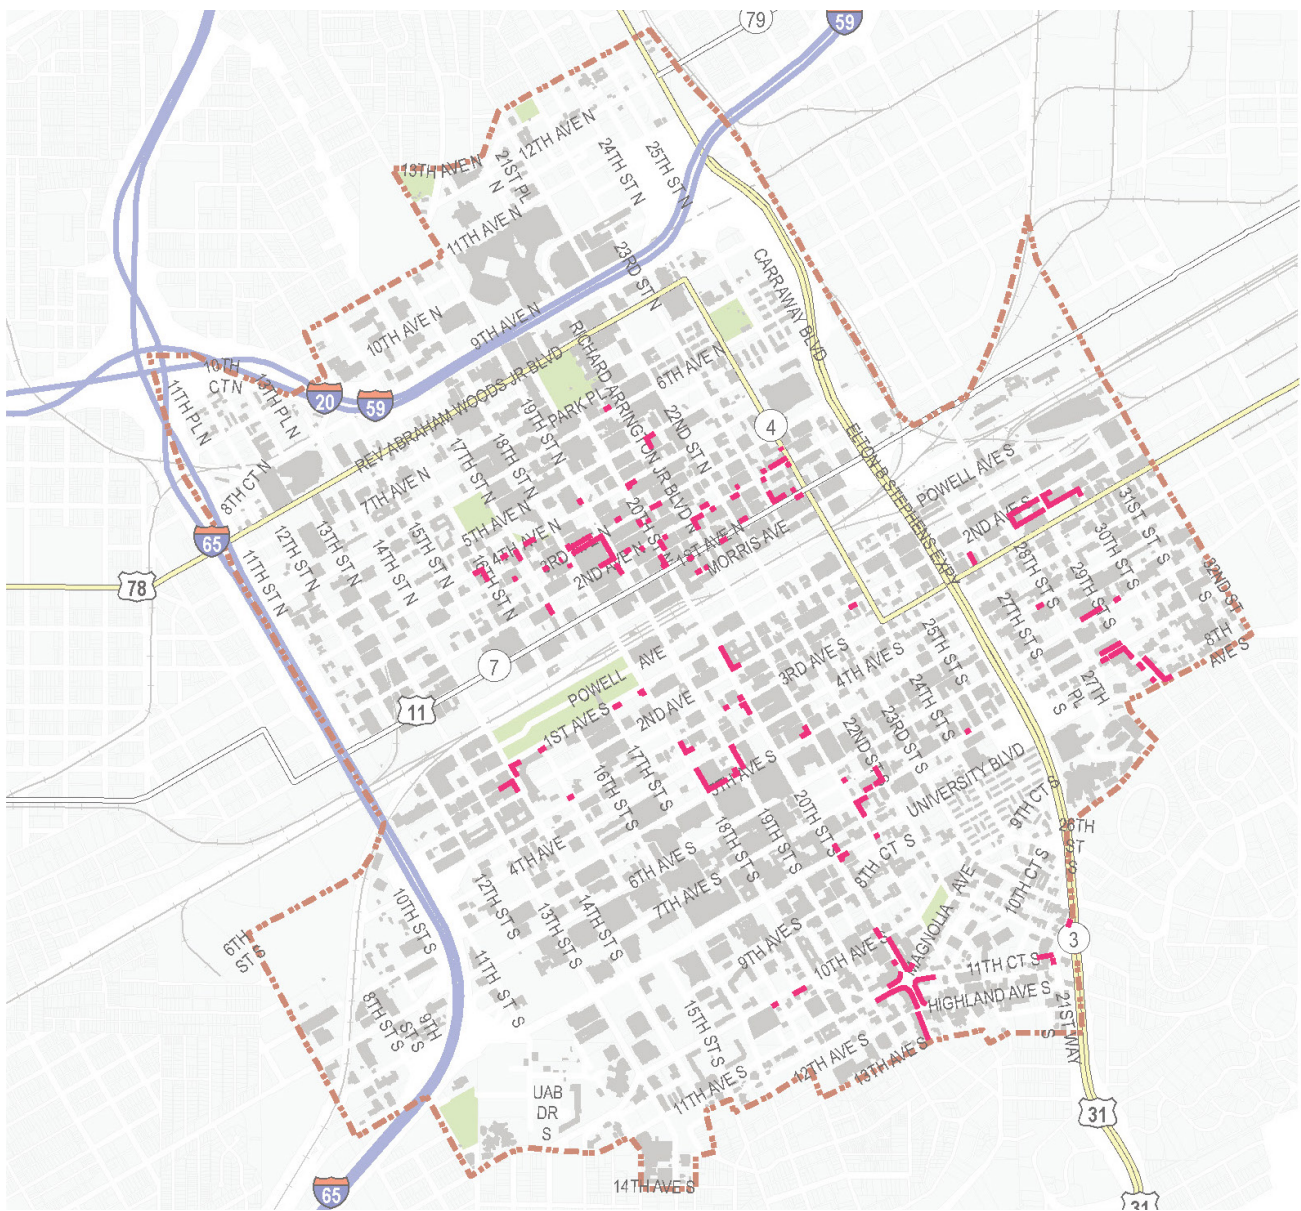 79
59
12TH AVE N
13TH AVE N
21ST PL
N
24TH ST N
25TH ST N
11TH AVE N
23RD ST N
CARRAWAY BLVD
10TH AVE N
9TH AVE N
RICHARD ARRINGTON JR BLVD N
6TH AVE N
10TH
CT N
11TH PL N
12TH PL N
20
59
REV ABRAHAM WOODS JR BLVD
PARK PL
19TH ST N
22ND ST N
4
18TH ST N
17TH ST N
8TH CT N
7TH AVE N
ELTON B STEPHENS EXPY
POWELL AVE S
2ND AVE S
31ST ST S
30TH ST S
29TH ST S
28TH ST S
27TH ST S
32ND ST
S
8TH
AVE S
27TH
PL
S
65
78
11TH ST N
12TH ST N
13TH ST N
14TH ST N
15TH ST N
16TH ST N
5TH AVE N
4TH AVE N
3RD AVE N
2ND AVE N
20TH ST N
1ST AVE N
MORRIS AVE
7
11
POWELL AVE
1ST AVE S
2ND AVE
3RD AVE S
4TH AVE S
25TH ST S
24TH ST S
23RD ST S
22ND ST S
UNIVERSITY BLVD
9TH CT S
26TH
ST
S
17TH ST S
16TH ST S
5TH AVE S
20TH ST S
19TH ST S
18TH ST S
8TH CT S
4TH AVE
6TH AVE S
7TH AVE S
12TH ST S
13TH ST S
14TH ST S
10TH ST S
11TH ST S
6TH
ST S
8TH ST S
9TH
ST S
9TH AVE S
10TH AVE S
MAGNOLIA AVE
10TH CT S
3
11TH CT S
HIGHLAND AVE S
21ST WAY
S
15TH ST S
12TH AVE S
13TH AVE S
11TH AVE S
UAB
DR
S
31
65
14TH AVE S
31